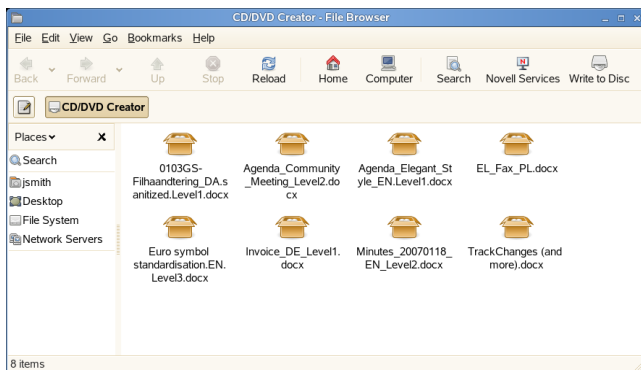 CD/DVD Creator - File Browser
File Edit View Go Bookmarks Help
Back Forward Up Stop Reload Home Computer Search Novell Services Write to Disc
CD/DVD Creator
Places
Search
jsmith
Desktop
File System
Network Servers
0103GS-
Filhaandtering_DA.s
anitized.Level1.docx
Agenda_Community
_Meeting_Level2.do
cx
Agenda_Elegant_St
yle_EN.Level1.docx
EL_Fax_PL.docx
Euro symbol
standardisation.EN.
Level3.docx
Invoice_DE_Level1.
docx
Minutes_20070118_
EN_Level2.docx
TrackChanges (and
more).docx
8 items